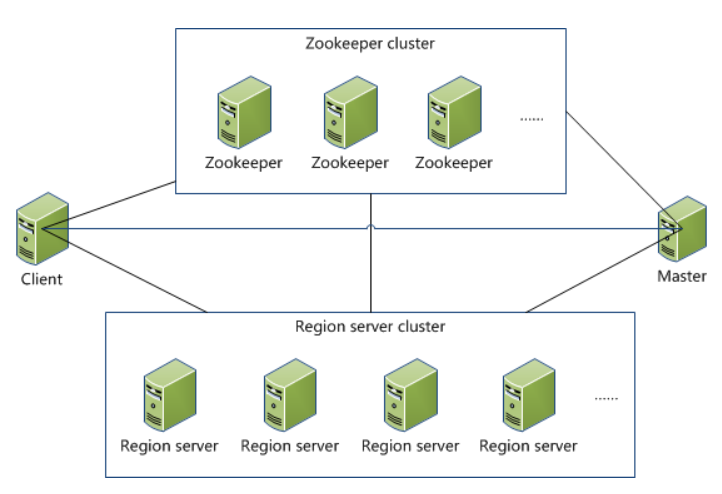 Zookeeper cluster
Zookeeper Zookeeper Zookeeper ......
Client
Master
Region server cluster
Region server Region server Region server Region server ......